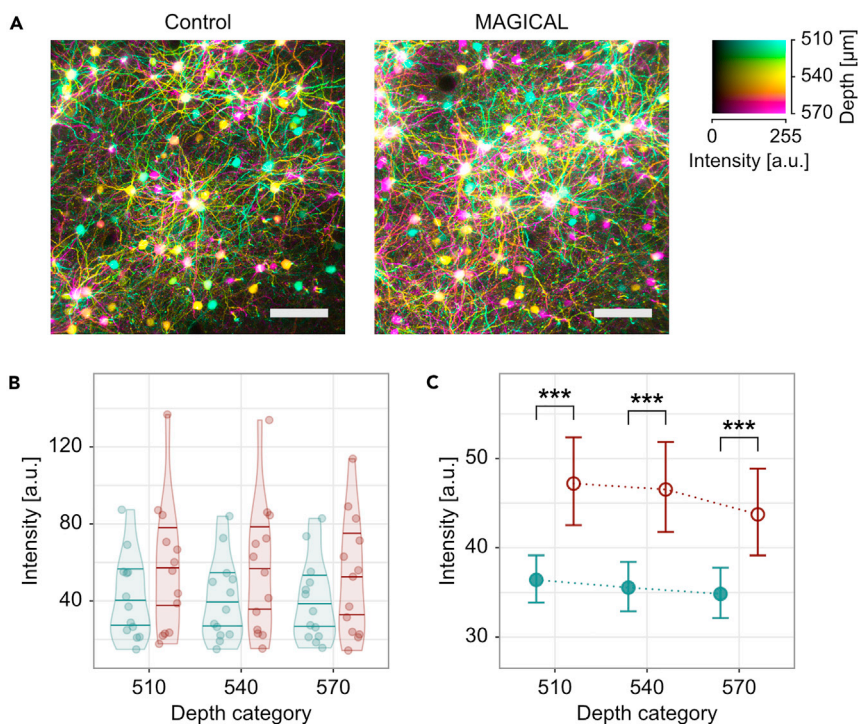 A
Control
MAGICAL
510
540
570
Depth [µm]
0
255
Intensity [a.u.]
B
120
80
40
Intensity [a.u.]
510
540
570
Depth category
C
***
***
***
50
40
30
Intensity [a.u.]
510
540
570
Depth category